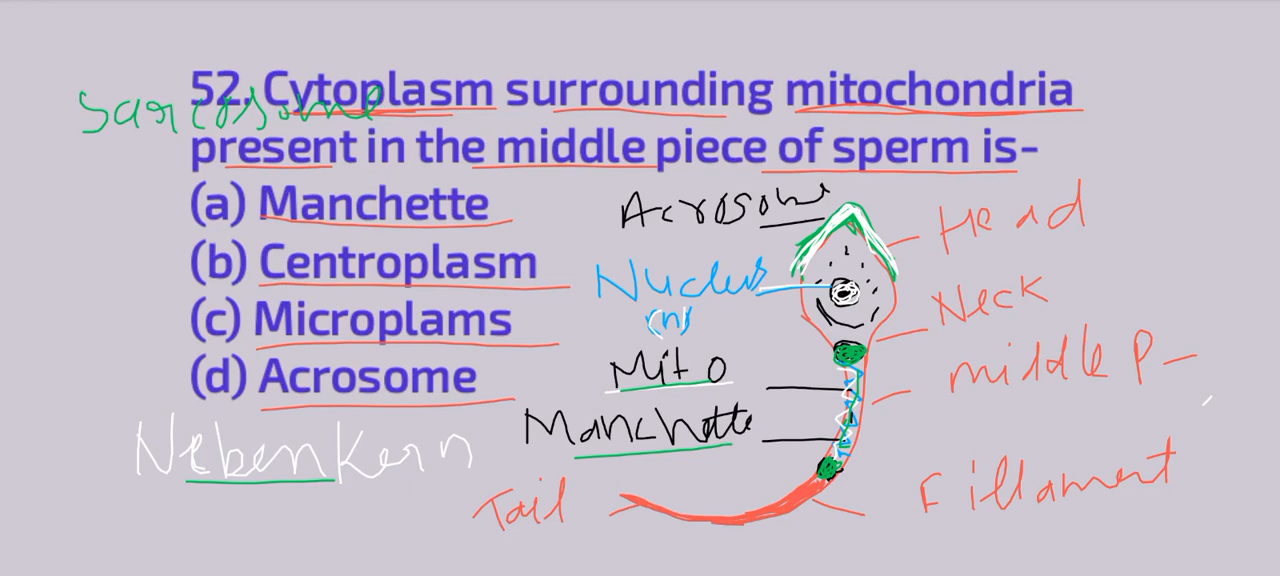 52. Cytoplasm surrounding mitochondria
Sarcosome
present in the middle piece of sperm is-
(a) Manchette
(b) Centroplasm
(c) Microplams
(d) Acrosome
Acrosome
Head
Nucleus
(n)
Neck
Mito
middle P-
Manchette
Nebenkern
Tail
Fillament